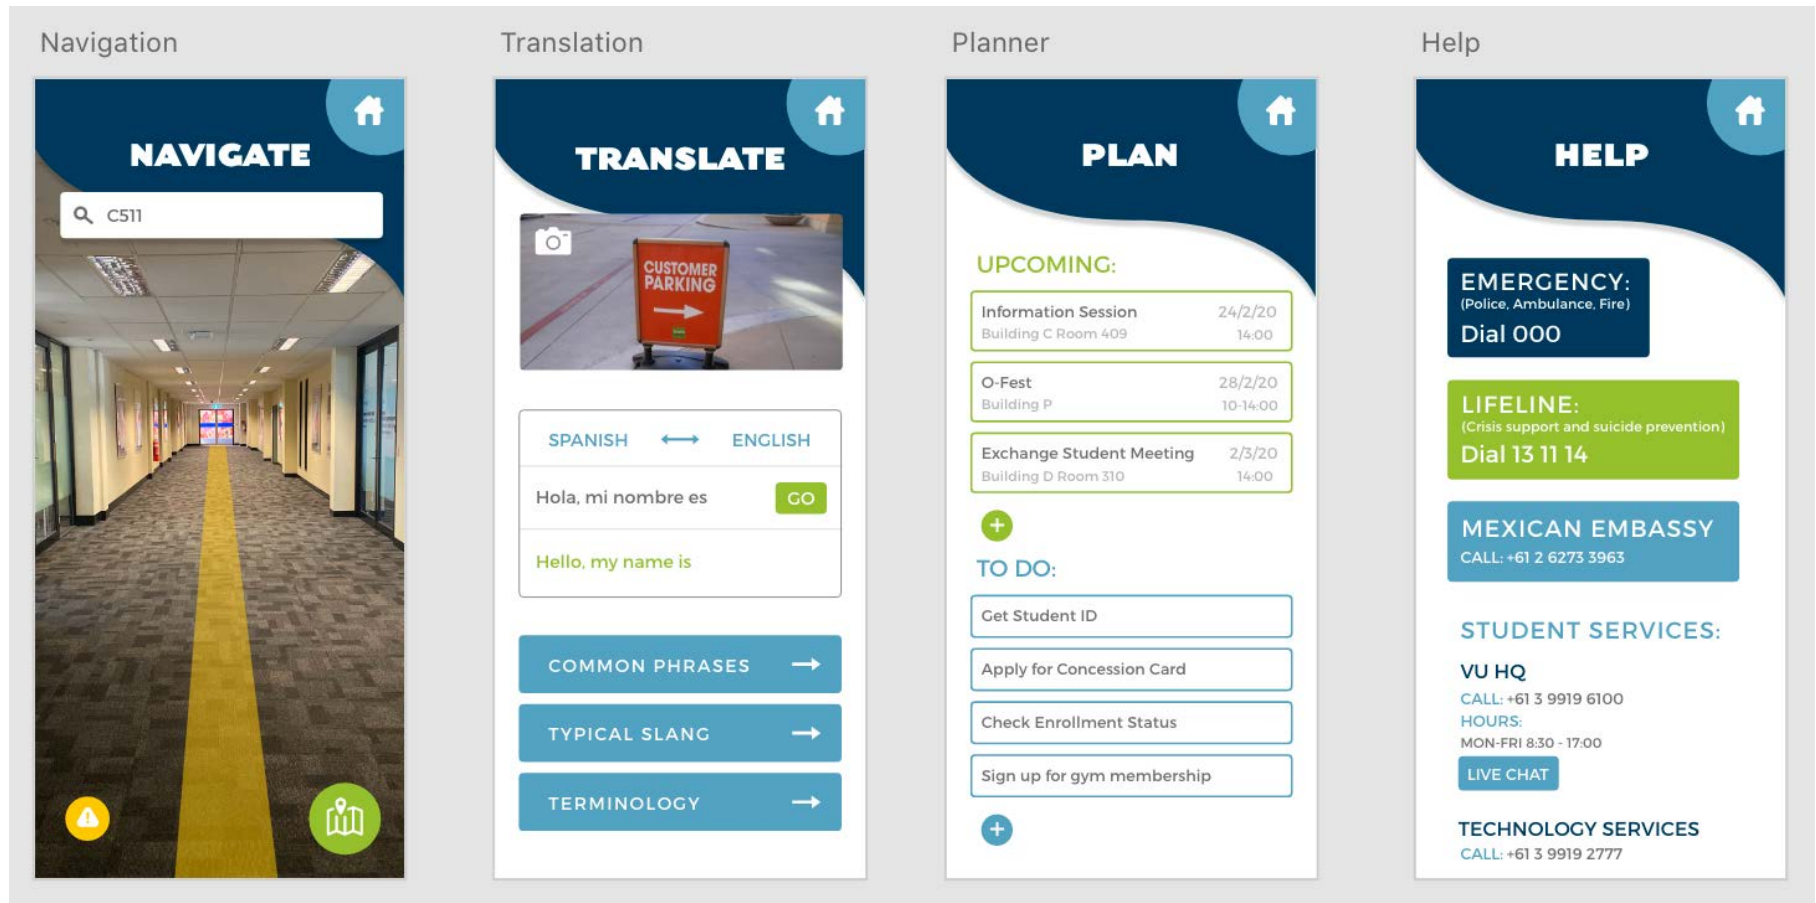 Navigation
NAVIGATE
C511
Translation
TRANSLATE
CUSTOMER
PARKING
SPANISH ENGLISH
Hola, mi nombre es GO
Hello, my name is
COMMON PHRASES
TYPICAL SLANG
TERMINOLOGY
Planner
PLAN
UPCOMING:
Information Session 24/2/20
Building C Room 409 14:00
O-Fest 28/2/20
Building P 10-14:00
Exchange Student Meeting 2/3/20
Building D Room 310 14:00
+
TO DO:
Get Student ID
Apply for Concession Card
Check Enrollment Status
Sign up for gym membership
+
Help
HELP
EMERGENCY:
(Police, Ambulance, Fire)
Dial 000
LIFELINE:
(Crisis support and suicide prevention)
Dial 13 11 14
MEXICAN EMBASSY
CALL: +61 2 6273 3963
STUDENT SERVICES:
VU HQ
CALL: +61 3 9919 6100
HOURS:
MON-FRI 8:30 - 17:00
LIVE CHAT
TECHNOLOGY SERVICES
CALL: +61 3 9919 2777